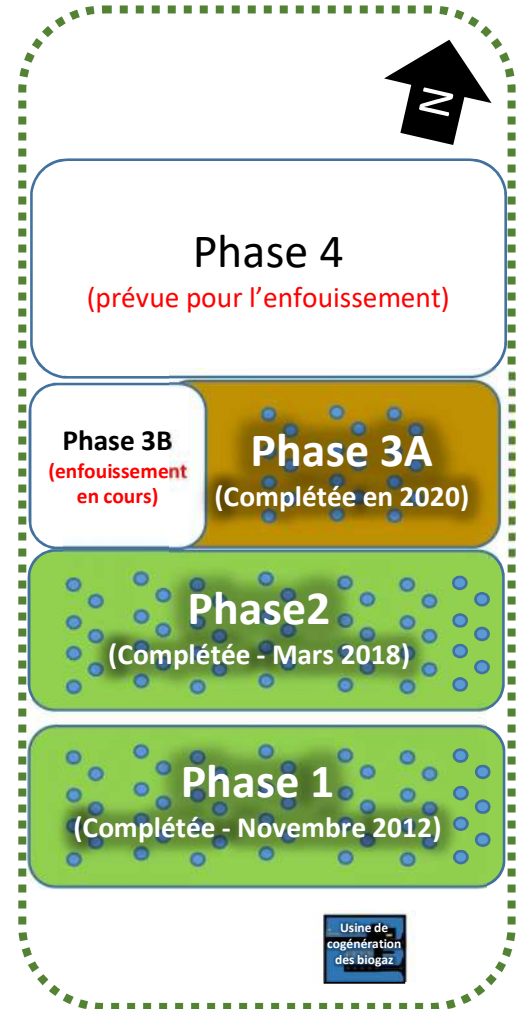 N
Phase 4
(prévue pour l’enfouissement)
Phase 3B
(enfouissement
en cours)
Phase 3A
(Complétée en 2020)
Phase2
(Complétée - Mars 2018)
Phase 1
(Complétée - Novembre 2012)
Usine de
cogénération
des biogaz